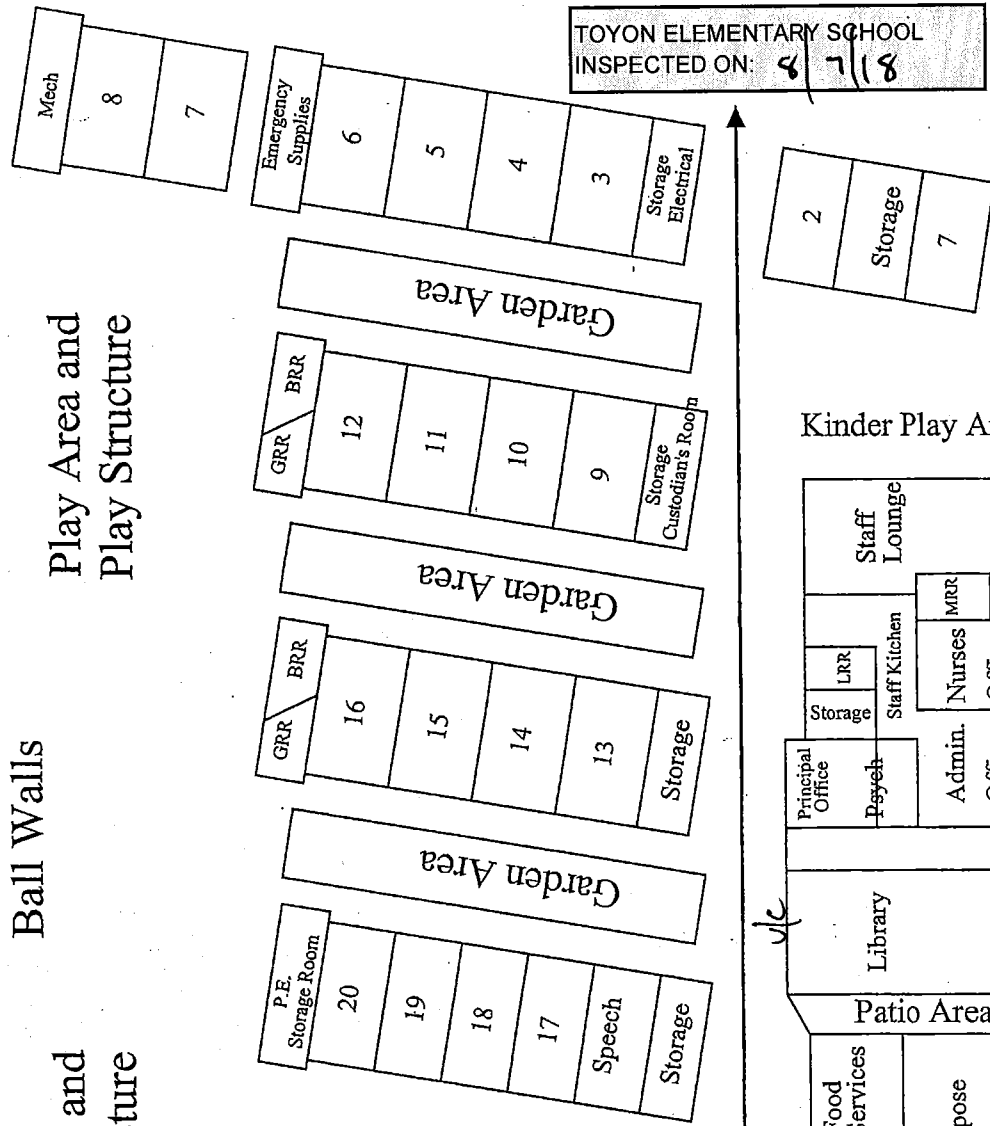 TOYON ELEMENTARY SCHOOL
INSPECTED ON: 8/7/18
Mech
8
7
Emergency
Supplies
6
5
4
3
Storage
Electrical
2
Storage
7
Garden Area
Play Area and
Play Structure
GRR
BRR
12
11
10
9
Storage
Custodian's Room
Kinder Play
Garden Area
Staff
Lounge
MRR
LRR
Staff Kitchen
Nurses
Storage
Principal
Office
Psych
Admin.
GRR
BRR
16
15
14
13
Storage
Ball Walls
Garden Area
v/c
Library
Patio Area
P.E.
Storage Room
20
19
18
17
Speech
Storage
and
ture
Food
Services
pose